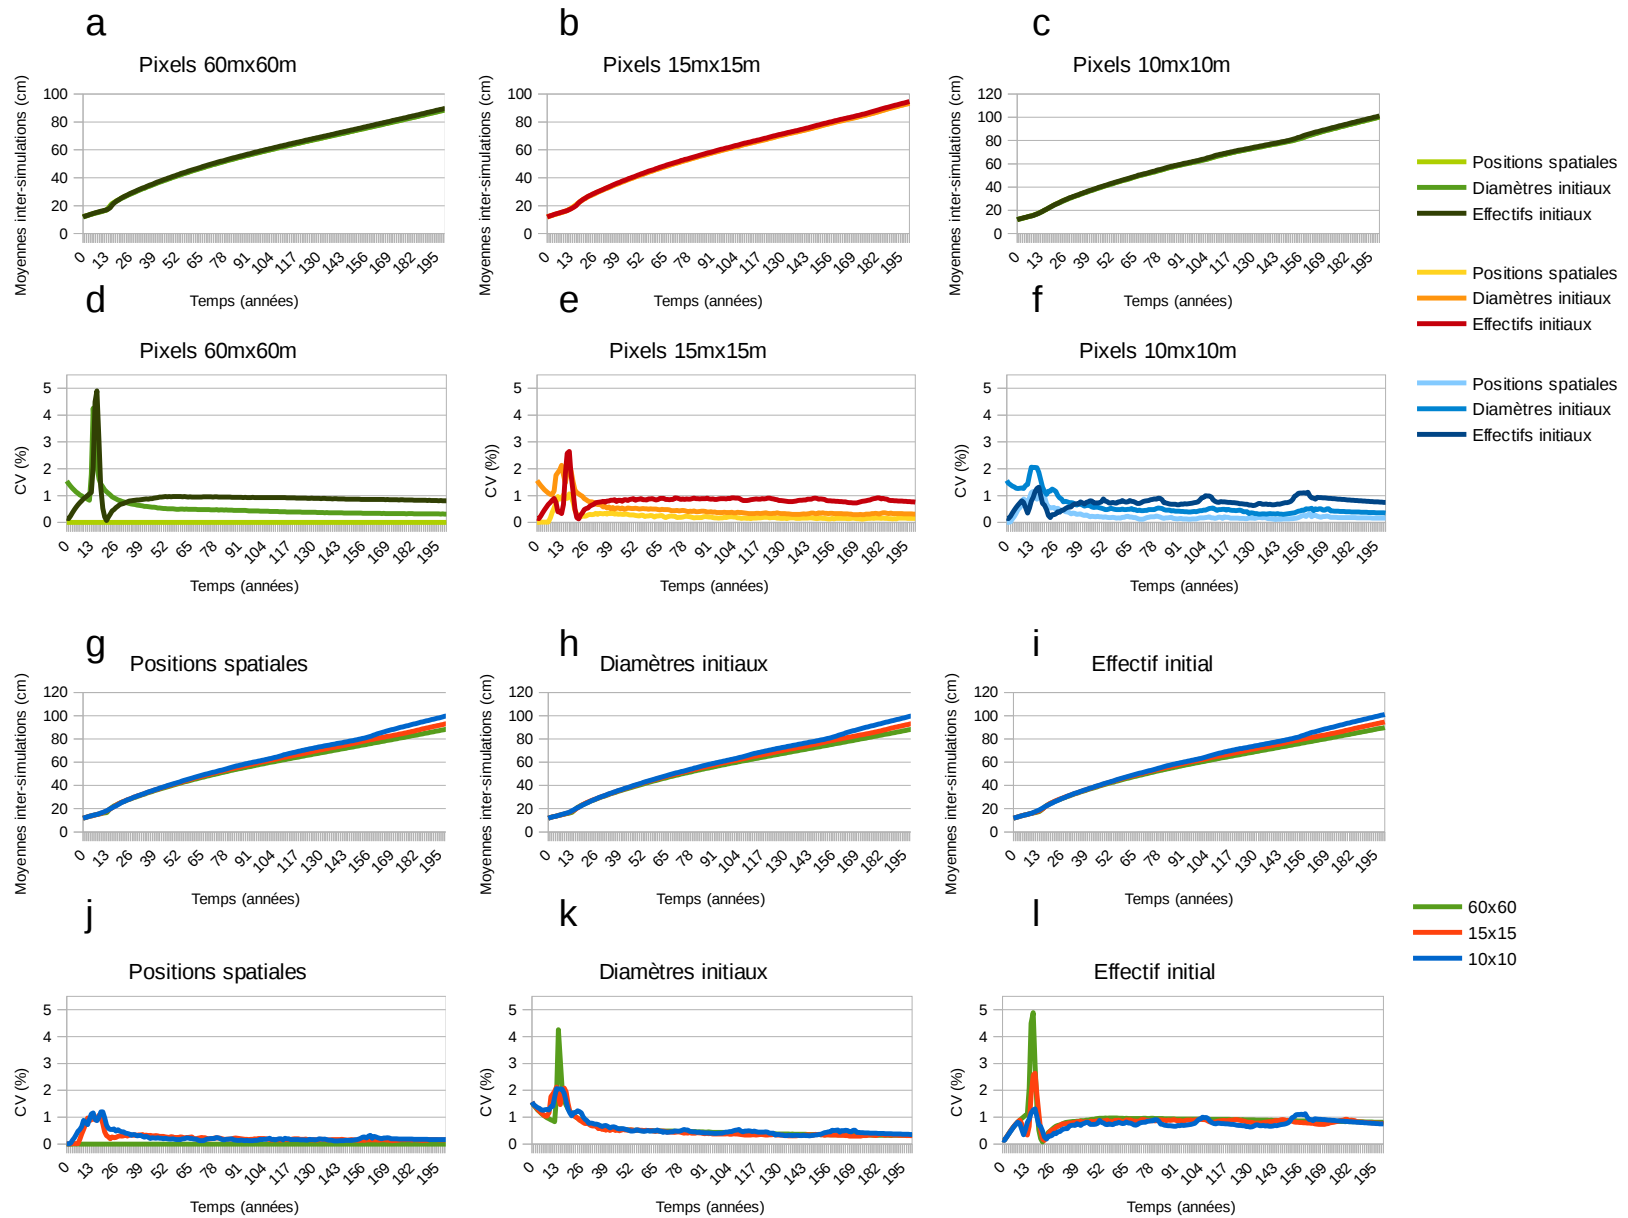 a
Pixels 60mx60m
Moyennes inter-simulations (cm)
100
80
60
40
20
0
0 13 26 39 52 65 78 91 104 117 130 143 156 169 182 195
Temps (années)
b
Pixels 15mx15m
Moyennes inter-simulations (cm)
100
80
60
40
20
0
0 13 26 39 52 65 78 91 104 117 130 143 156 169 182 195
Temps (années)
c
Pixels 10mx10m
Moyennes inter-simulations (cm)
120
100
80
60
40
20
0
0 13 26 39 52 65 78 91 104 117 130 143 156 169 182 195
Temps (années)
Positions spatiales
Diamètres initiaux
Effectifs initiaux
Positions spatiales
Diamètres initiaux
Effectifs initiaux
Positions spatiales
Diamètres initiaux
Effectifs initiaux
d
Pixels 60mx60m
CV (%)
5
4
3
2
1
0
0 13 26 39 52 65 78 91 104 117 130 143 156 169 182 195
Temps (années)
e
Pixels 15mx15m
CV (%))
5
4
3
2
1
0
0 13 26 39 52 65 78 91 104 117 130 143 156 169 182 195
Temps (années)
f
Pixels 10mx10m
CV (%)
5
4
3
2
1
0
0 13 26 39 52 65 78 91 104 117 130 143 156 169 182 195
Temps (années)
g
Positions spatiales
Moyennes inter-simulations (cm)
120
100
80
60
40
20
0
0 13 26 39 52 65 78 91 104 117 130 143 156 169 182 195
Temps (années)
h
Diamètres initiaux
Moyennes inter-simulations (cm)
120
100
80
60
40
20
0
0 13 26 39 52 65 78 91 104 117 130 143 156 169 182 195
Temps (années)
i
Effectif initial
Moyennes inter-simulations (cm)
120
100
80
60
40
20
0
0 13 26 39 52 65 78 91 104 117 130 143 156 169 182 195
Temps (années)
j
Positions spatiales
CV (%)
5
4
3
2
1
0
0 13 26 39 52 65 78 91 104 117 130 143 156 169 182 195
Temps (années)
k
Diamètres initiaux
CV (%)
5
4
3
2
1
0
0 13 26 39 52 65 78 91 104 117 130 143 156 169 182 195
Temps (années)
l
Effectif initial
CV (%)
5
4
3
2
1
0
0 13 26 39 52 65 78 91 104 117 130 143 156 169 182 195
Temps (années)
60x60
15x15
10x10